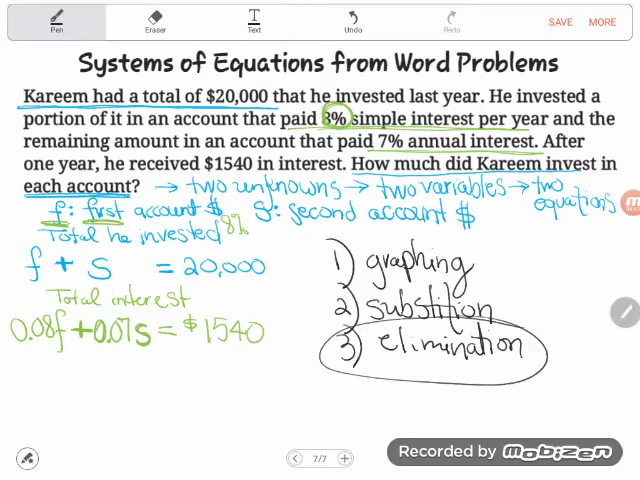 Pen
Eraser
Text
Undo
Redo
SAVE
MORE
Systems of Equations from Word Problems
Kareem had a total of $20,000 that he invested last year. He invested a
portion of it in an account that paid 8% simple interest per year and the
remaining amount in an account that paid 7% annual interest. After
one year, he received $1540 in interest. How much did Kareem invest in
each account? → two unknowns → two variables → two
equations
f: first account $ S: second account $
8%
Total he invested
f + S = 20,000
Total interest
0.08f + 0.07s = $1540
1) graphing
2) substition
3) elimination
7/7
Recorded by mobizen